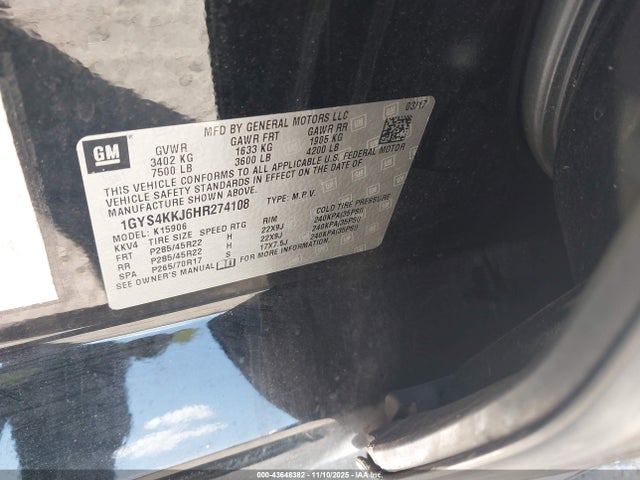 03/17
GM
MFD BY GENERAL MOTORS LLC
GVWR GAWR FRT GAWR RR
3402 KG 1633 KG 1905 KG
7500 LB 3600 LB 4200 LB
THIS VEHICLE CONFORMS TO ALL APPLICABLE U.S. FEDERAL MOTOR
VEHICLE SAFETY STANDARDS IN EFFECT ON THE DATE OF
MANUFACTURE SHOWN ABOVE.
1GYS4KKJ6HR274108 TYPE: M.P.V.
MODEL: K15906
KKV4 TIRE SIZE SPEED RTG RIM COLD TIRE PRESSURE
FRT P285/45R22 H 22X9J 240KPA(35PSI)
RR P285/45R22 H 22X9J 240KPA(35PSI)
SPA P265/70R17 S 17X7.5J 240KPA(35PSI)
SEE OWNER'S MANUAL FOR MORE INFORMATION.
000-43648382 - 11/10/2025 - IAA Inc.